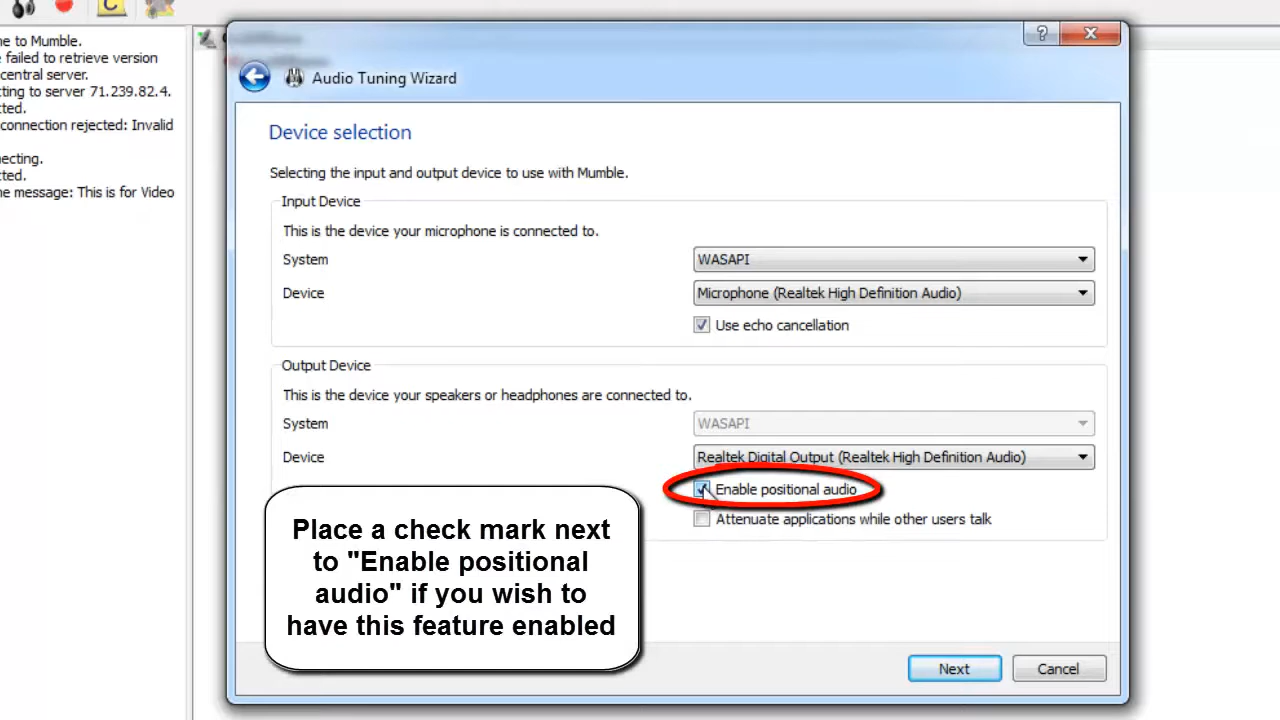 C
ne to Mumble.
failed to retrieve version
central server.
cting to server 71.239.82.4.
ted.
connection rejected: Invalid
ecting.
ted.
ne message: This is for Video
?
Audio Tuning Wizard
Device selection
Selecting the input and output device to use with Mumble.
Input Device
This is the device your microphone is connected to.
System WASAPI
Device Microphone (Realtek High Definition Audio)
Use echo cancellation
Output Device
This is the device your speakers or headphones are connected to.
System WASAPI
Device Realtek Digital Output (Realtek High Definition Audio)
Enable positional audio
Attenuate applications while other users talk
Place a check mark next
to "Enable positional
audio" if you wish to
have this feature enabled
Next Cancel